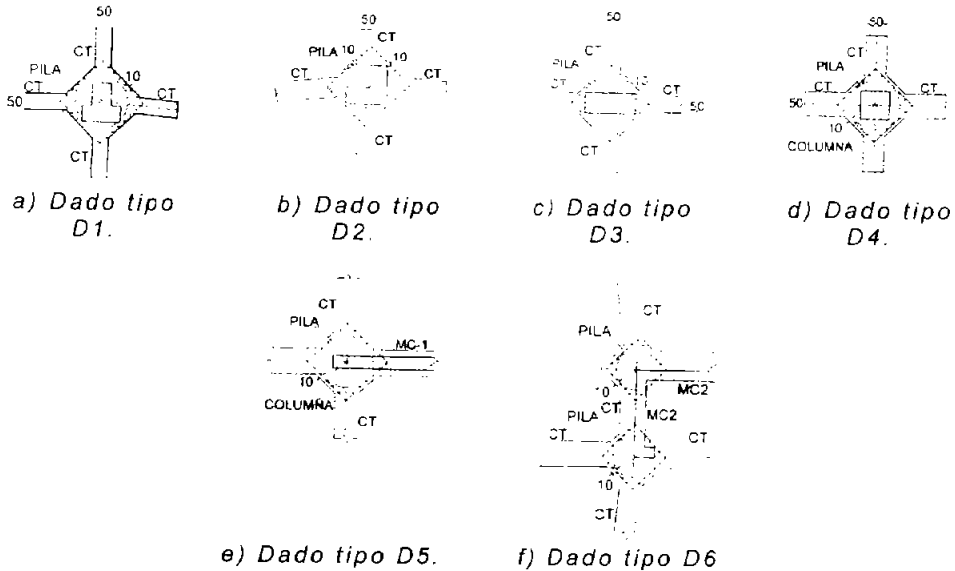 50
CT
PILA
10
CT
CT
50
CT
a) Dado tipo
D1.
50
CT
PILA
10
10
CT
CT
CT
b) Dado tipo
D2.
50
CT
10
CT
CT
50
CT
c) Dado tipo
D3.
50
CT
PILA
CT
CT
50
10
COLUMNA
d) Dado tipo
D4.
CT
PILA
MC-1
10
COLUMNA
CT
e) Dado tipo D5.
CT
PILA
MC2
CT
MC2
PILA
CT
CT
10
CT
f) Dado tipo D6